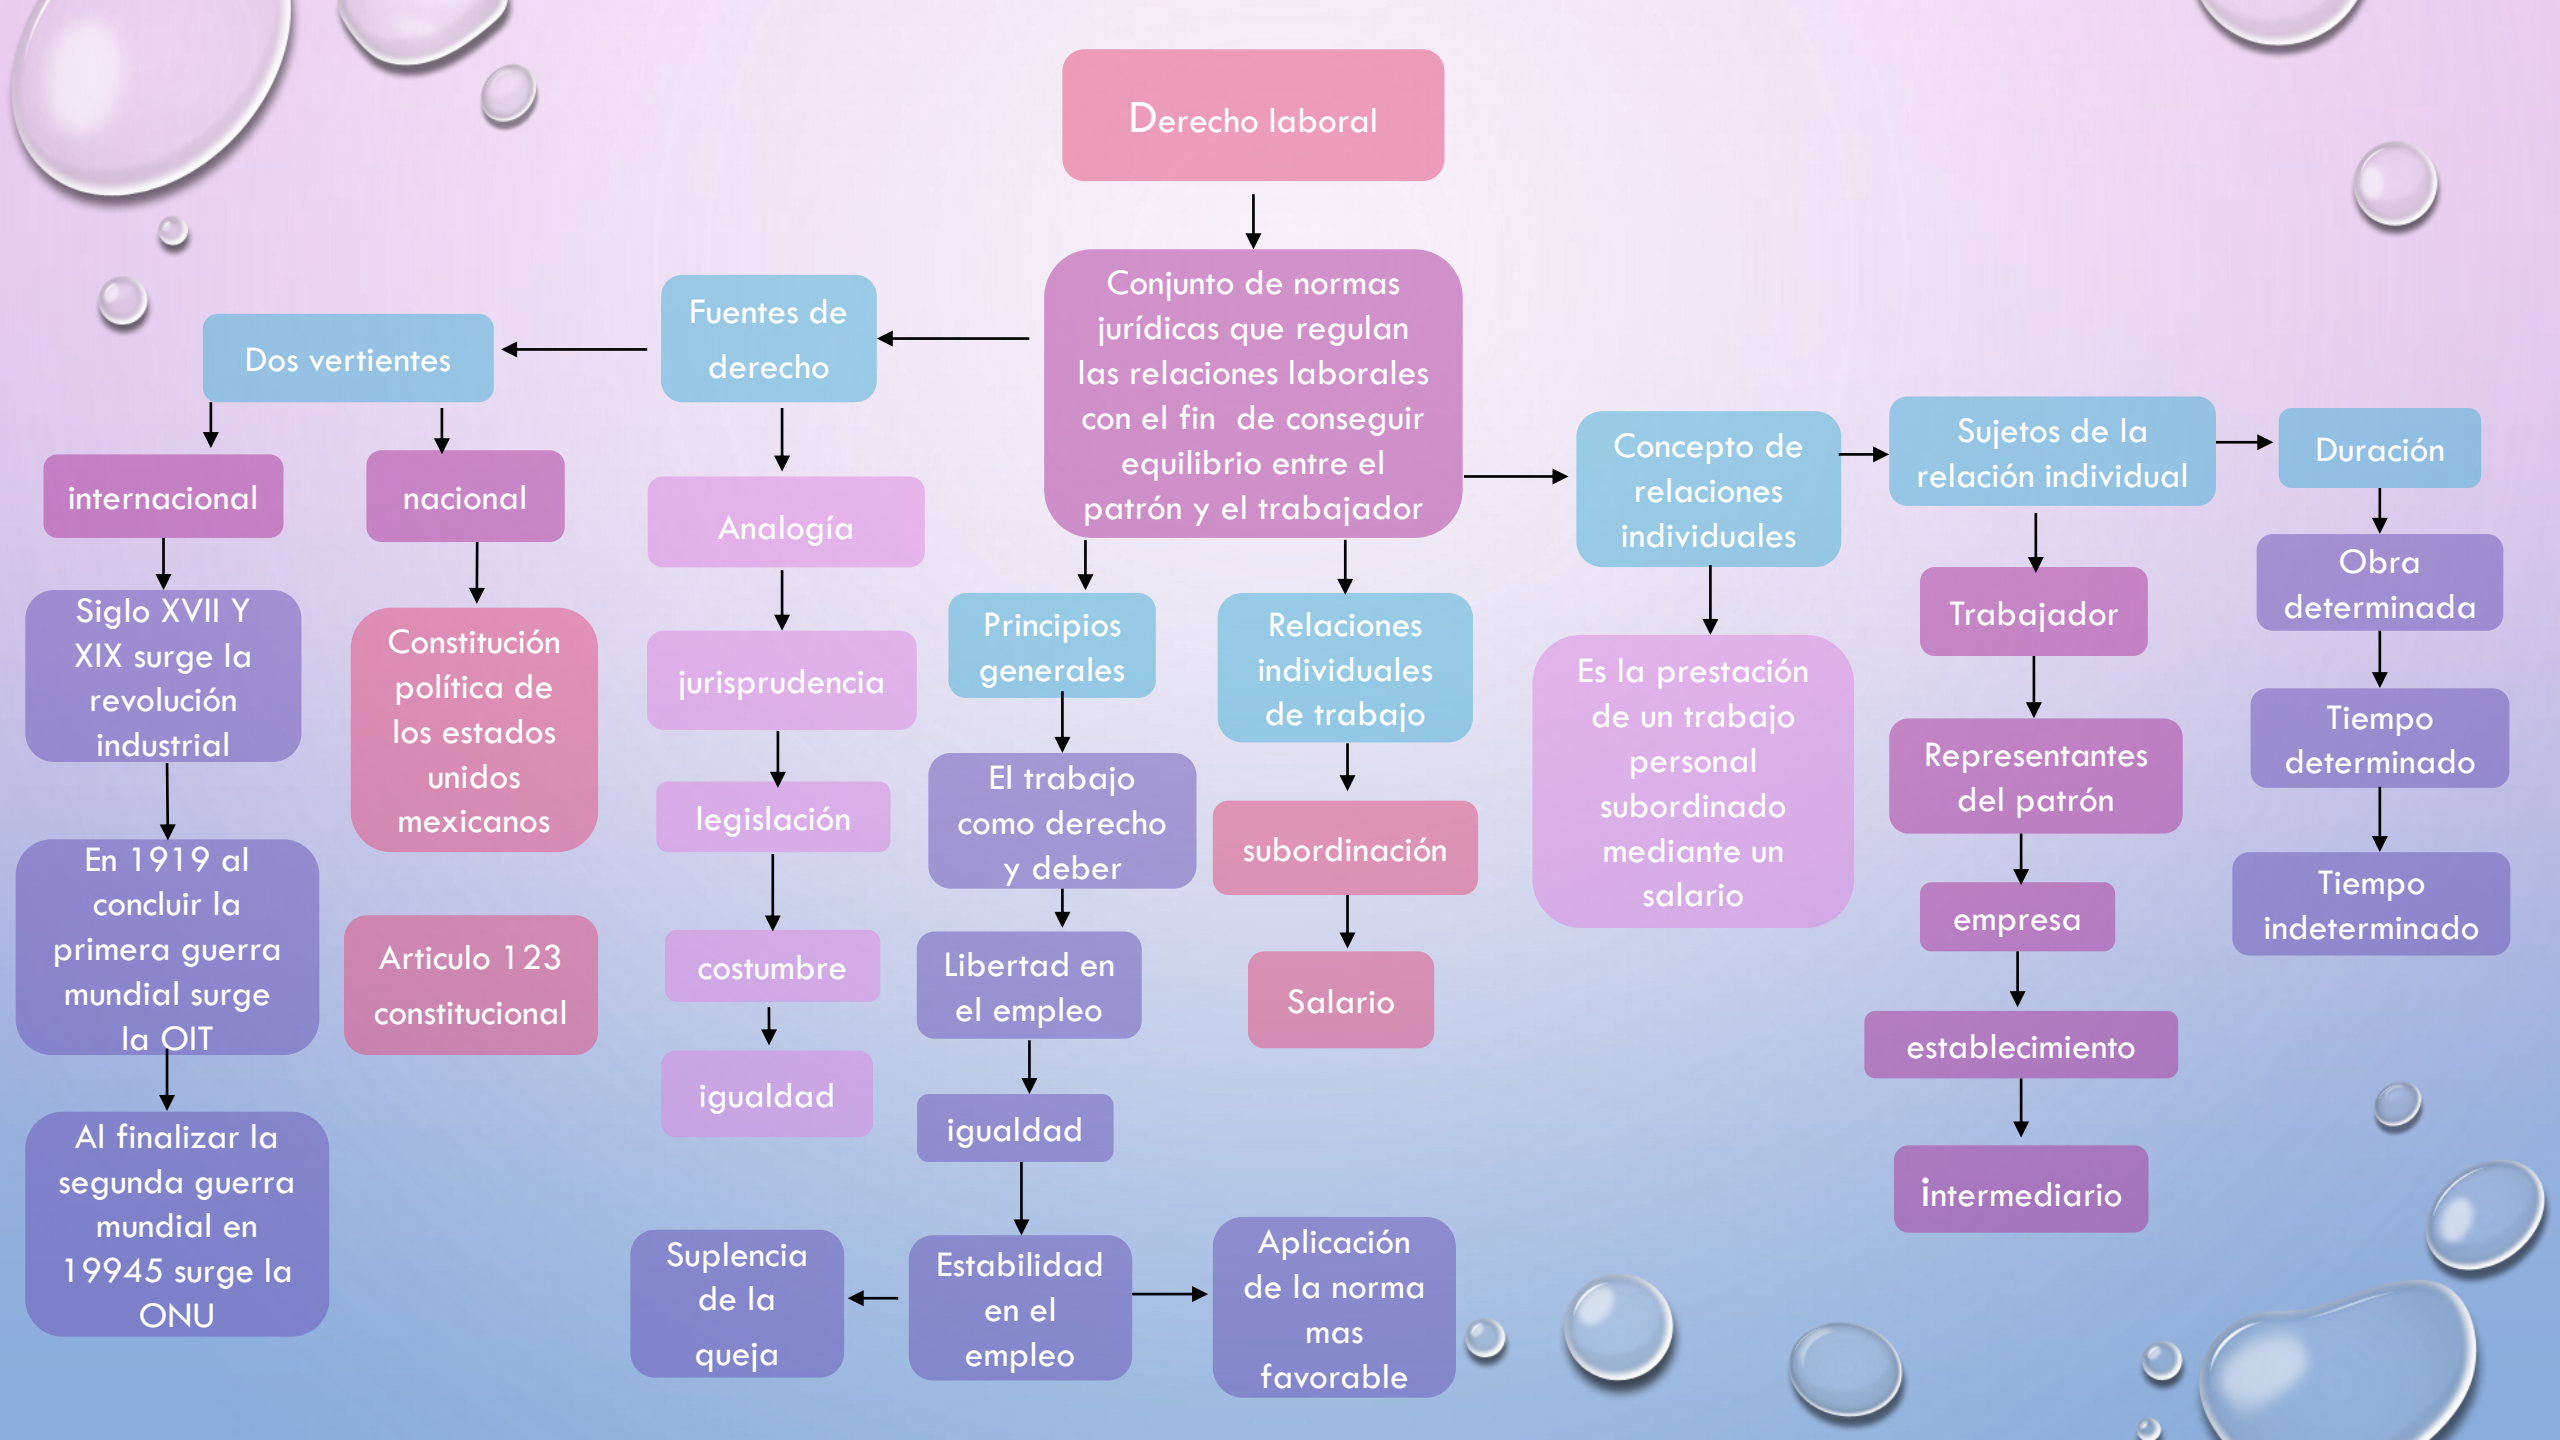 Derecho laboral
Conjunto de normas
jurídicas que regulan
las relaciones laborales
con el fin  de conseguir
equilibrio entre el
patrón y el trabajador
Fuentes de
derecho
Dos vertientes
internacional
Siglo XVII Y
XIX surge la
revolución
industrial
En 1919 al
concluir la
primera guerra
mundial surge
la OIT
Al finalizar la
segunda guerra
mundial en
19945 surge la
ONU
nacional
Constitución
política de
los estados
unidos
mexicanos
Articulo 123
constitucional
Analogía
jurisprudencia
legislación
costumbre
igualdad
Principios
generales
El trabajo
como derecho
y deber
Libertad en
el empleo
igualdad
Estabilidad
en el
empleo
Suplencia
de la
queja
Aplicación
de la norma
mas
favorable
Relaciones
individuales
de trabajo
subordinación
Salario
Concepto de
relaciones
individuales
Es la prestación
de un trabajo
personal
subordinado
mediante un
salario
Sujetos de la
relación individual
Trabajador
Representantes
del patrón
empresa
establecimiento
intermediario
Duración
Obra
determinada
Tiempo
determinado
Tiempo
indeterminado